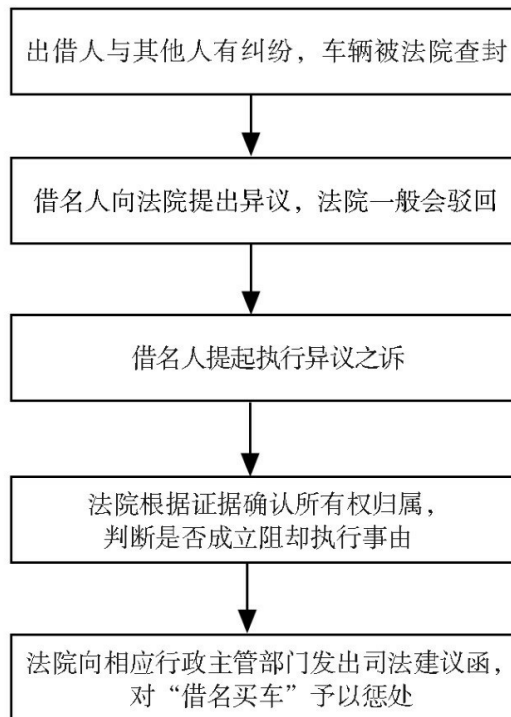 出借人与其他人有纠纷，车辆被法院查封
借名人向法院提出异议，法院一般会驳回
借名人提起执行异议之诉
法院根据证据确认所有权归属，
判断是否成立阻却执行事由
法院向相应行政主管部门发出司法建议函，
对“借名买车”予以惩处